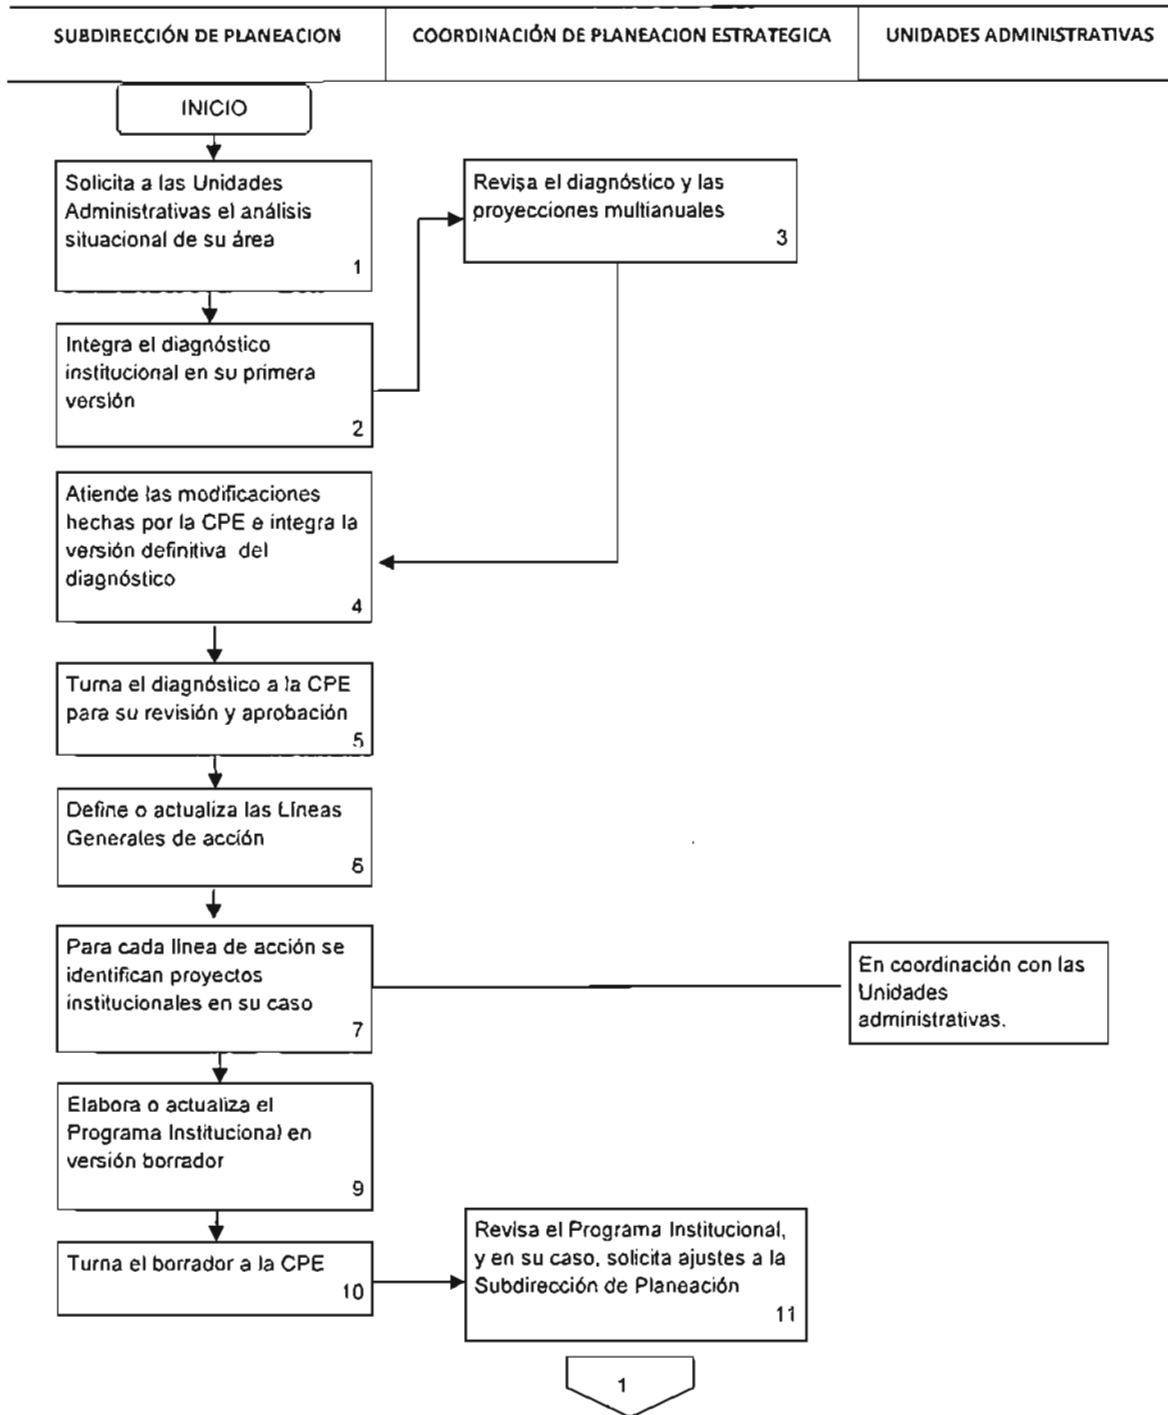 SUBDIRECCIÓN DE PLANEACION
COORDINACIÓN DE PLANEACION ESTRATEGICA
UNIDADES ADMINISTRATIVAS
INICIO
Solicita a las Unidades
Administrativas el análisis
situacional de su área
1
Integra el diagnóstico
institucional en su primera
versión
2
Revisa el diagnóstico y las
proyecciones multianuales
3
Atiende las modificaciones
hechas por la CPE e integra la
versión definitiva del
diagnóstico
4
Turna el diagnóstico a la CPE
para su revisión y aprobación
5
Define o actualiza las Líneas
Generales de acción
6
Para cada línea de acción se
identifican proyectos
institucionales en su caso
7
En coordinación con las
Unidades
administrativas.
Elabora o actualiza el
Programa Institucional en
versión borrador
9
Turna el borrador a la CPE
10
Revisa el Programa Institucional,
y en su caso, solicita ajustes a la
Subdirección de Planeación
11
1